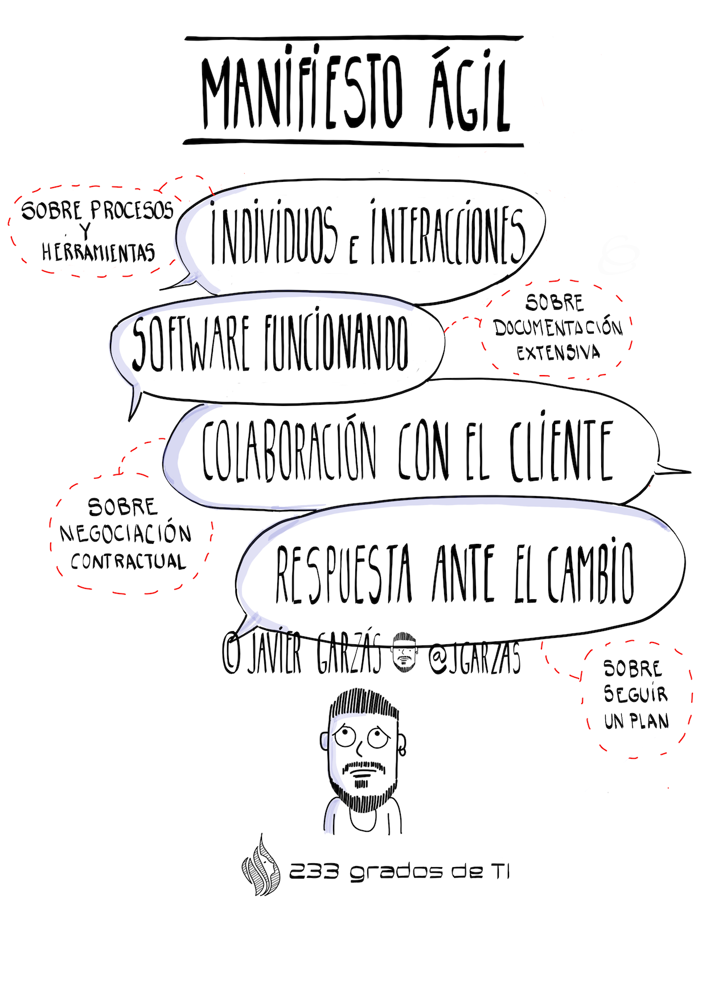 MANIFIESTO ÁGIL
SOBRE PROCESOS
Y
HERRAMIENTAS
INDIVIDUOS E INTERACCIONES
SOFTWARE FUNCIONANDO
SOBRE
DOCUMENTACIÓN
EXTENSIVA
COLABORACIÓN CON EL CLIENTE
SOBRE
NEGOCIACIÓN
CONTRACTUAL
RESPUESTA ANTE EL CAMBIO
SOBRE
SEGUIR
UN PLAN
© JAVIER GARZÁS @JGARZAS
233 grados de TI